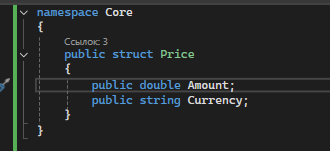 namespace Core
{
Ссылок: 3
public struct Price
{
public double Amount;
public string Currency;
}
}